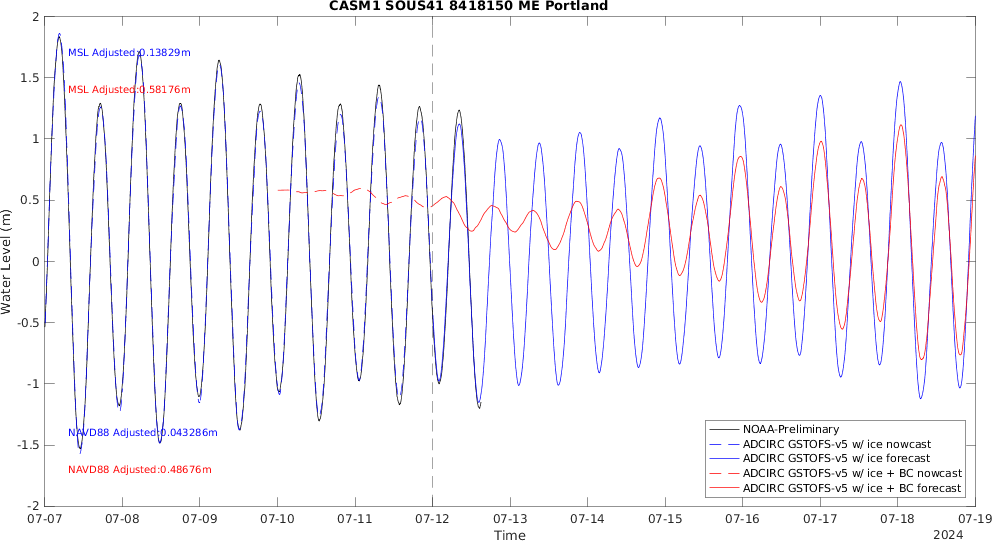 CASM1 SOUS41 8418150 ME Portland
MSL Adjusted:0.13829m
MSL Adjusted:0.58176m
NAVD88 Adjusted:0.043286m
NAVD88 Adjusted:0.48676m
Water Level (m)
2
1.5
1
0.5
0
-0.5
-1
-1.5
-2
NOAA-Preliminary
ADCIRC GSTOFS-v5 w/ ice nowcast
ADCIRC GSTOFS-v5 w/ ice forecast
ADCIRC GSTOFS-v5 w/ ice + BC nowcast
ADCIRC GSTOFS-v5 w/ ice + BC forecast
07-07 07-08 07-09 07-10 07-11 07-12 07-13 07-14 07-15 07-16 07-17 07-18 07-19
Time
2024